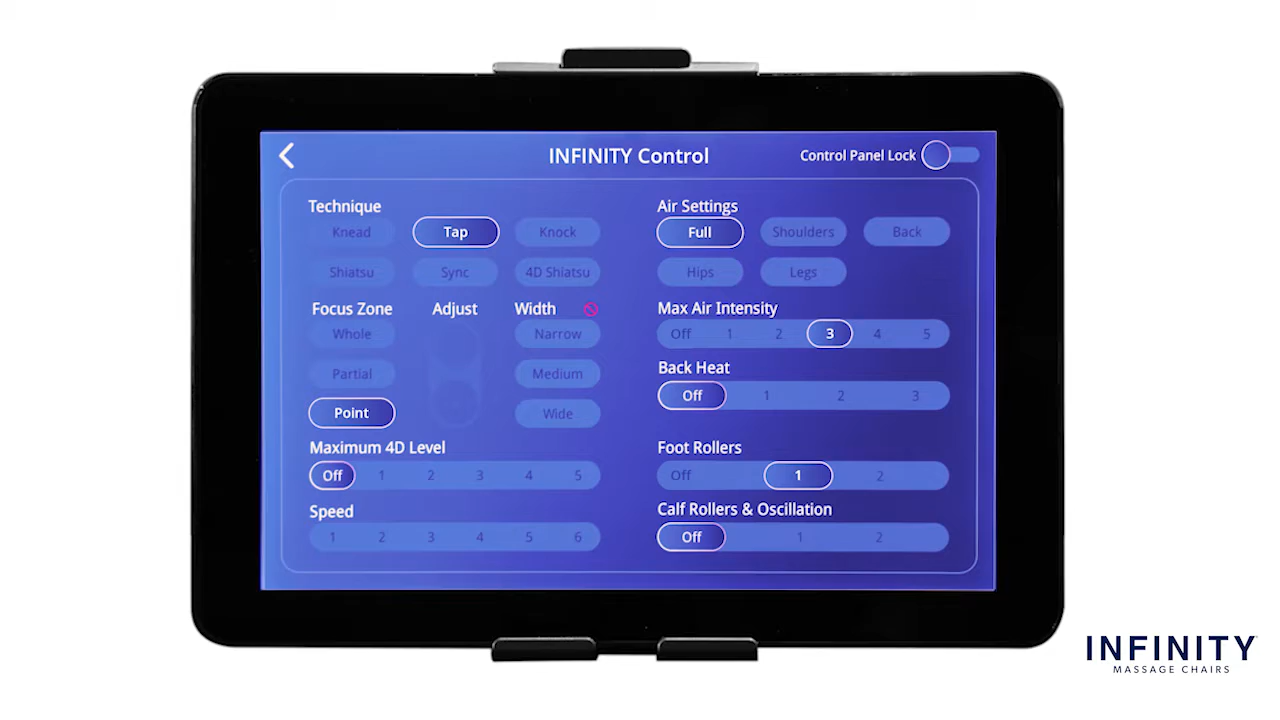 INFINITY Control
Control Panel Lock
Technique
Knead Tap Knock
Shiatsu Sync 4D Shiatsu
Focus Zone Adjust Width
Whole Narrow
Partial Medium
Point Wide
Maximum 4D Level
Off 1 2 3 4 5
Speed
1 2 3 4 5 6
Air Settings
Full Shoulders Back
Hips Legs
Max Air Intensity
Off 1 2 3 4 5
Back Heat
Off 1 2 3
Foot Rollers
Off 1 2
Calf Rollers & Oscillation
Off 1 2
INFINITY
MASSAGE CHAIRS